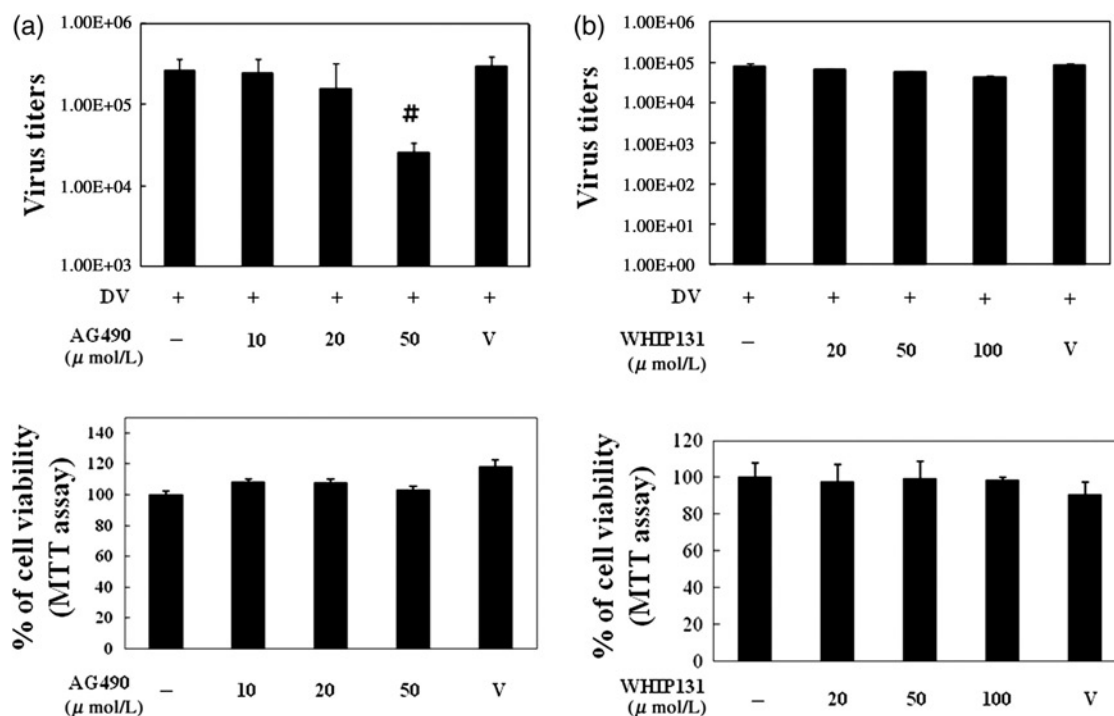 (a)
Virus titers
1.00E+06
1.00E+05
1.00E+04
1.00E+03
#
DV + + + + +
AG490 – 10 20 50 V
(μ mol/L)
(b)
Virus titers
1.00E+06
1.00E+05
1.00E+04
1.00E+03
1.00E+02
1.00E+01
1.00E+00
DV + + + + +
WHIP131 – 20 50 100 V
(μ mol/L)
% of cell viability
(MTT assay)
140
120
100
80
60
40
20
0
AG490 – 10 20 50 V
(μ mol/L)
% of cell viability
(MTT assay)
120
100
80
60
40
20
0
WHIP131 – 20 50 100 V
(μ mol/L)